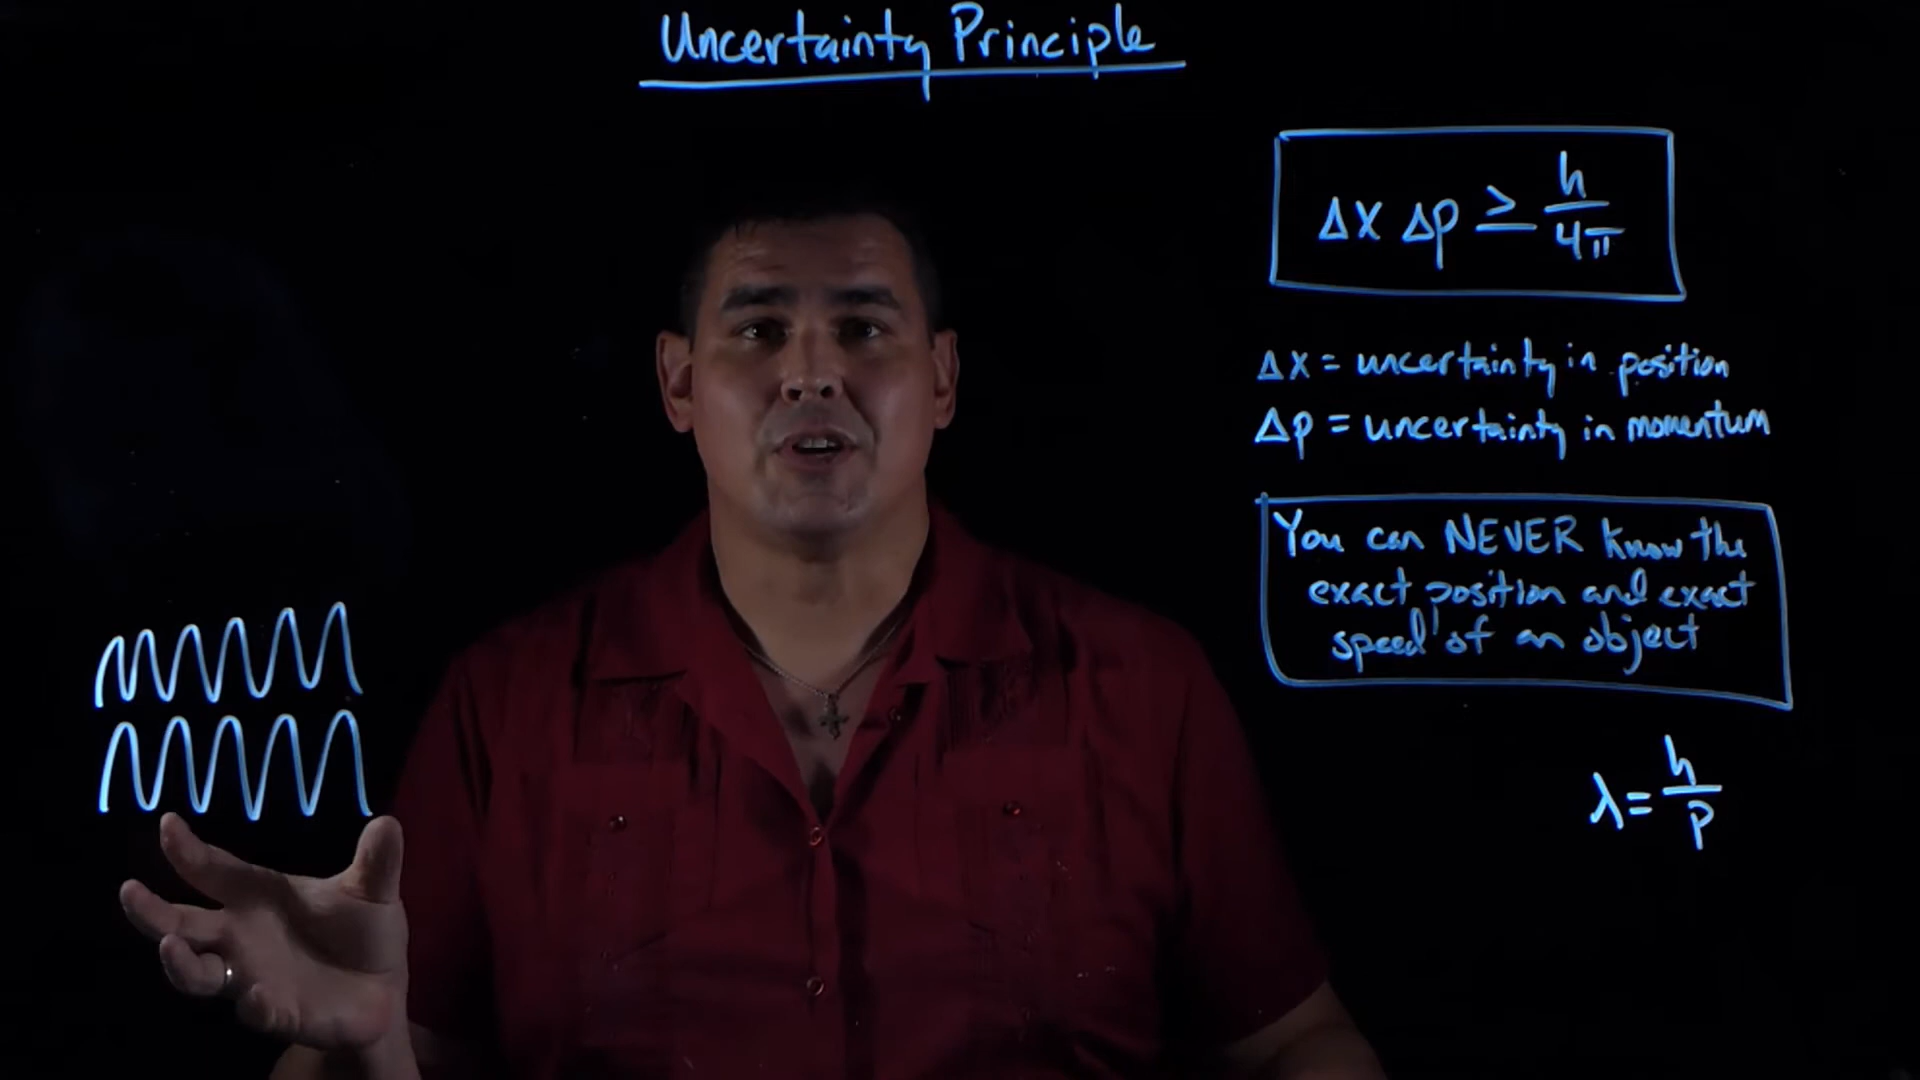 Uncertainty Principle
Δx Δp ≥ h/4π
Δx = uncertainty in position
Δp = uncertainty in momentum
You can NEVER know the
exact position and exact
speed of an object
λ = h/p